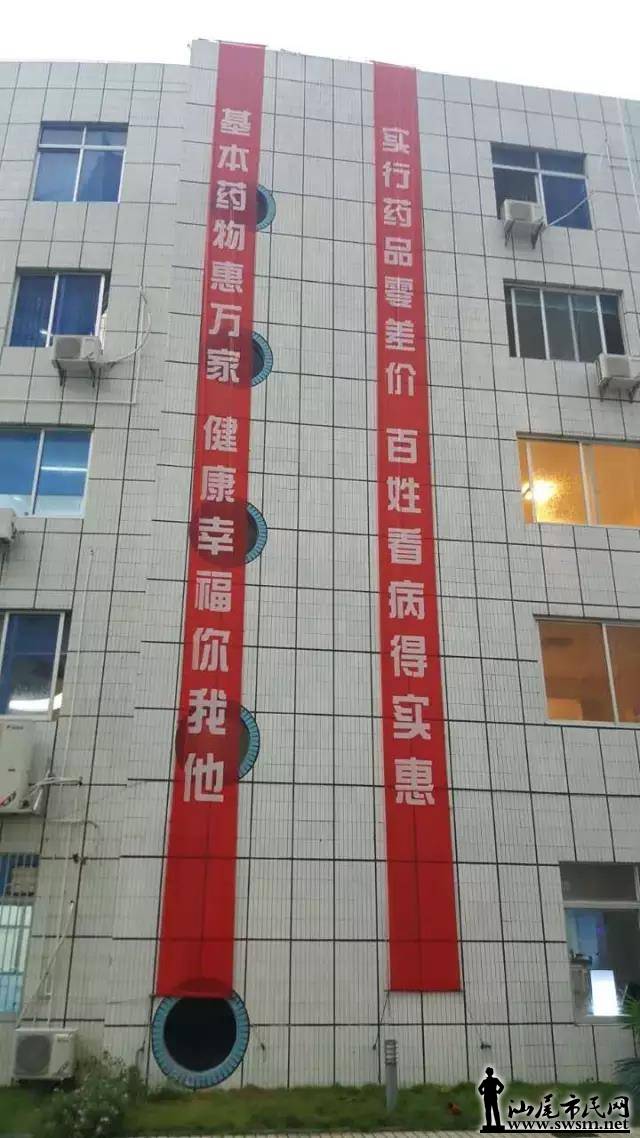 基本药物惠万家 健康幸福你我他
实行药品零差价 百姓看病得实惠
汕尾市民网
www.swsm.net